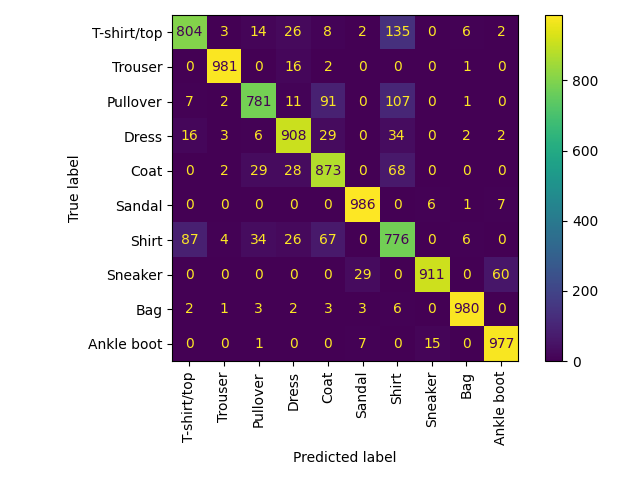 T-shirt/top 804 3 14 26 8 2 135 0 6 2
Trouser 0 981 0 16 2 0 0 0 1 0
Pullover 7 2 781 11 91 0 107 1 0
Dress 16 3 6 908 29 0 34 0 2 2
Coat 0 2 29 28 873 0 68 0 0 0
Sandal 0 0 0 0 0 986 0 6 1 7
Shirt 87 4 34 26 67 0 776 0 6 0
Sneaker 0 0 0 0 0 29 0 911 0 60
Bag 2 1 3 2 3 3 6 0 980 0
Ankle boot 0 0 1 0 0 7 0 15 0 977
T-shirt/top
Trouser
Pullover
Dress
Coat
Sandal
Shirt
Sneaker
Bag
Ankle boot
Predicted label
True label
800
600
400
200
0